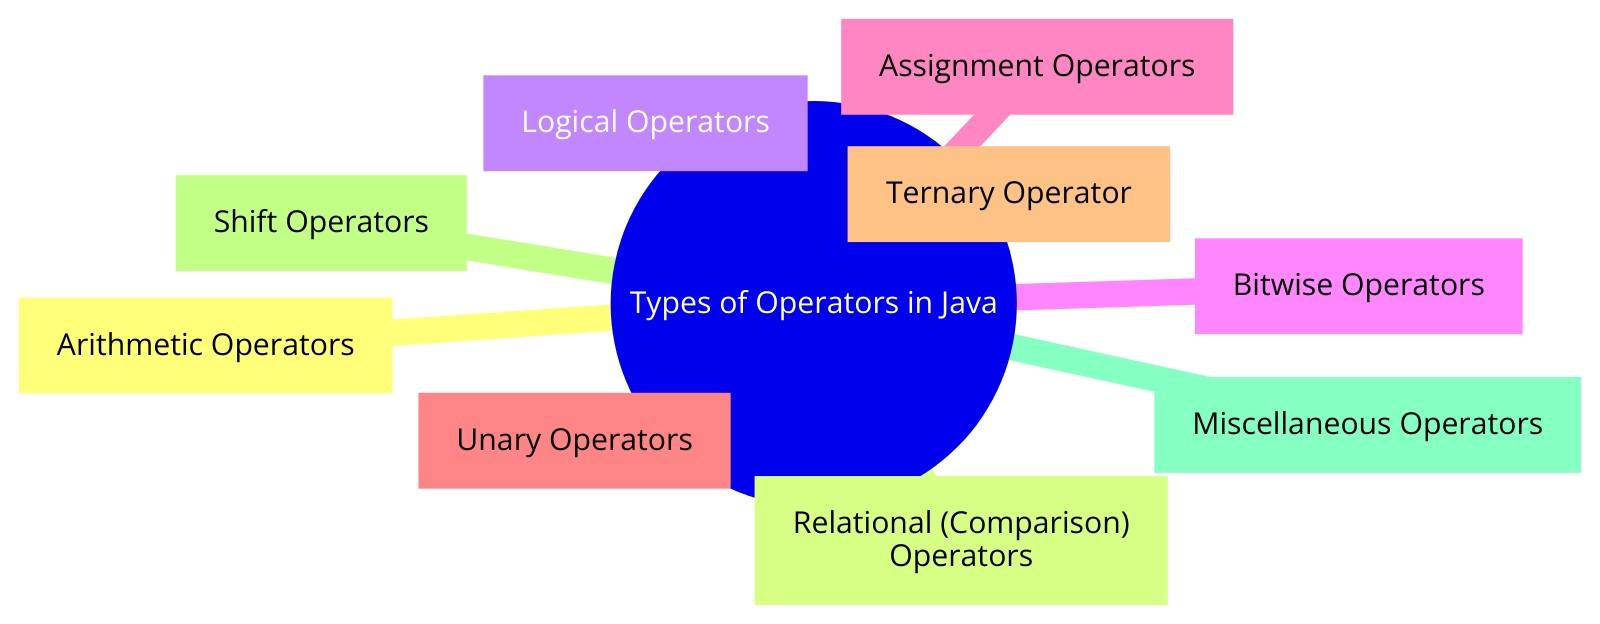 Assignment Operators
Logical Operators
Ternary Operator
Shift Operators
Bitwise Operators
Types of Operators in Java
Arithmetic Operators
Miscellaneous Operators
Unary Operators
Relational (Comparison)
Operators